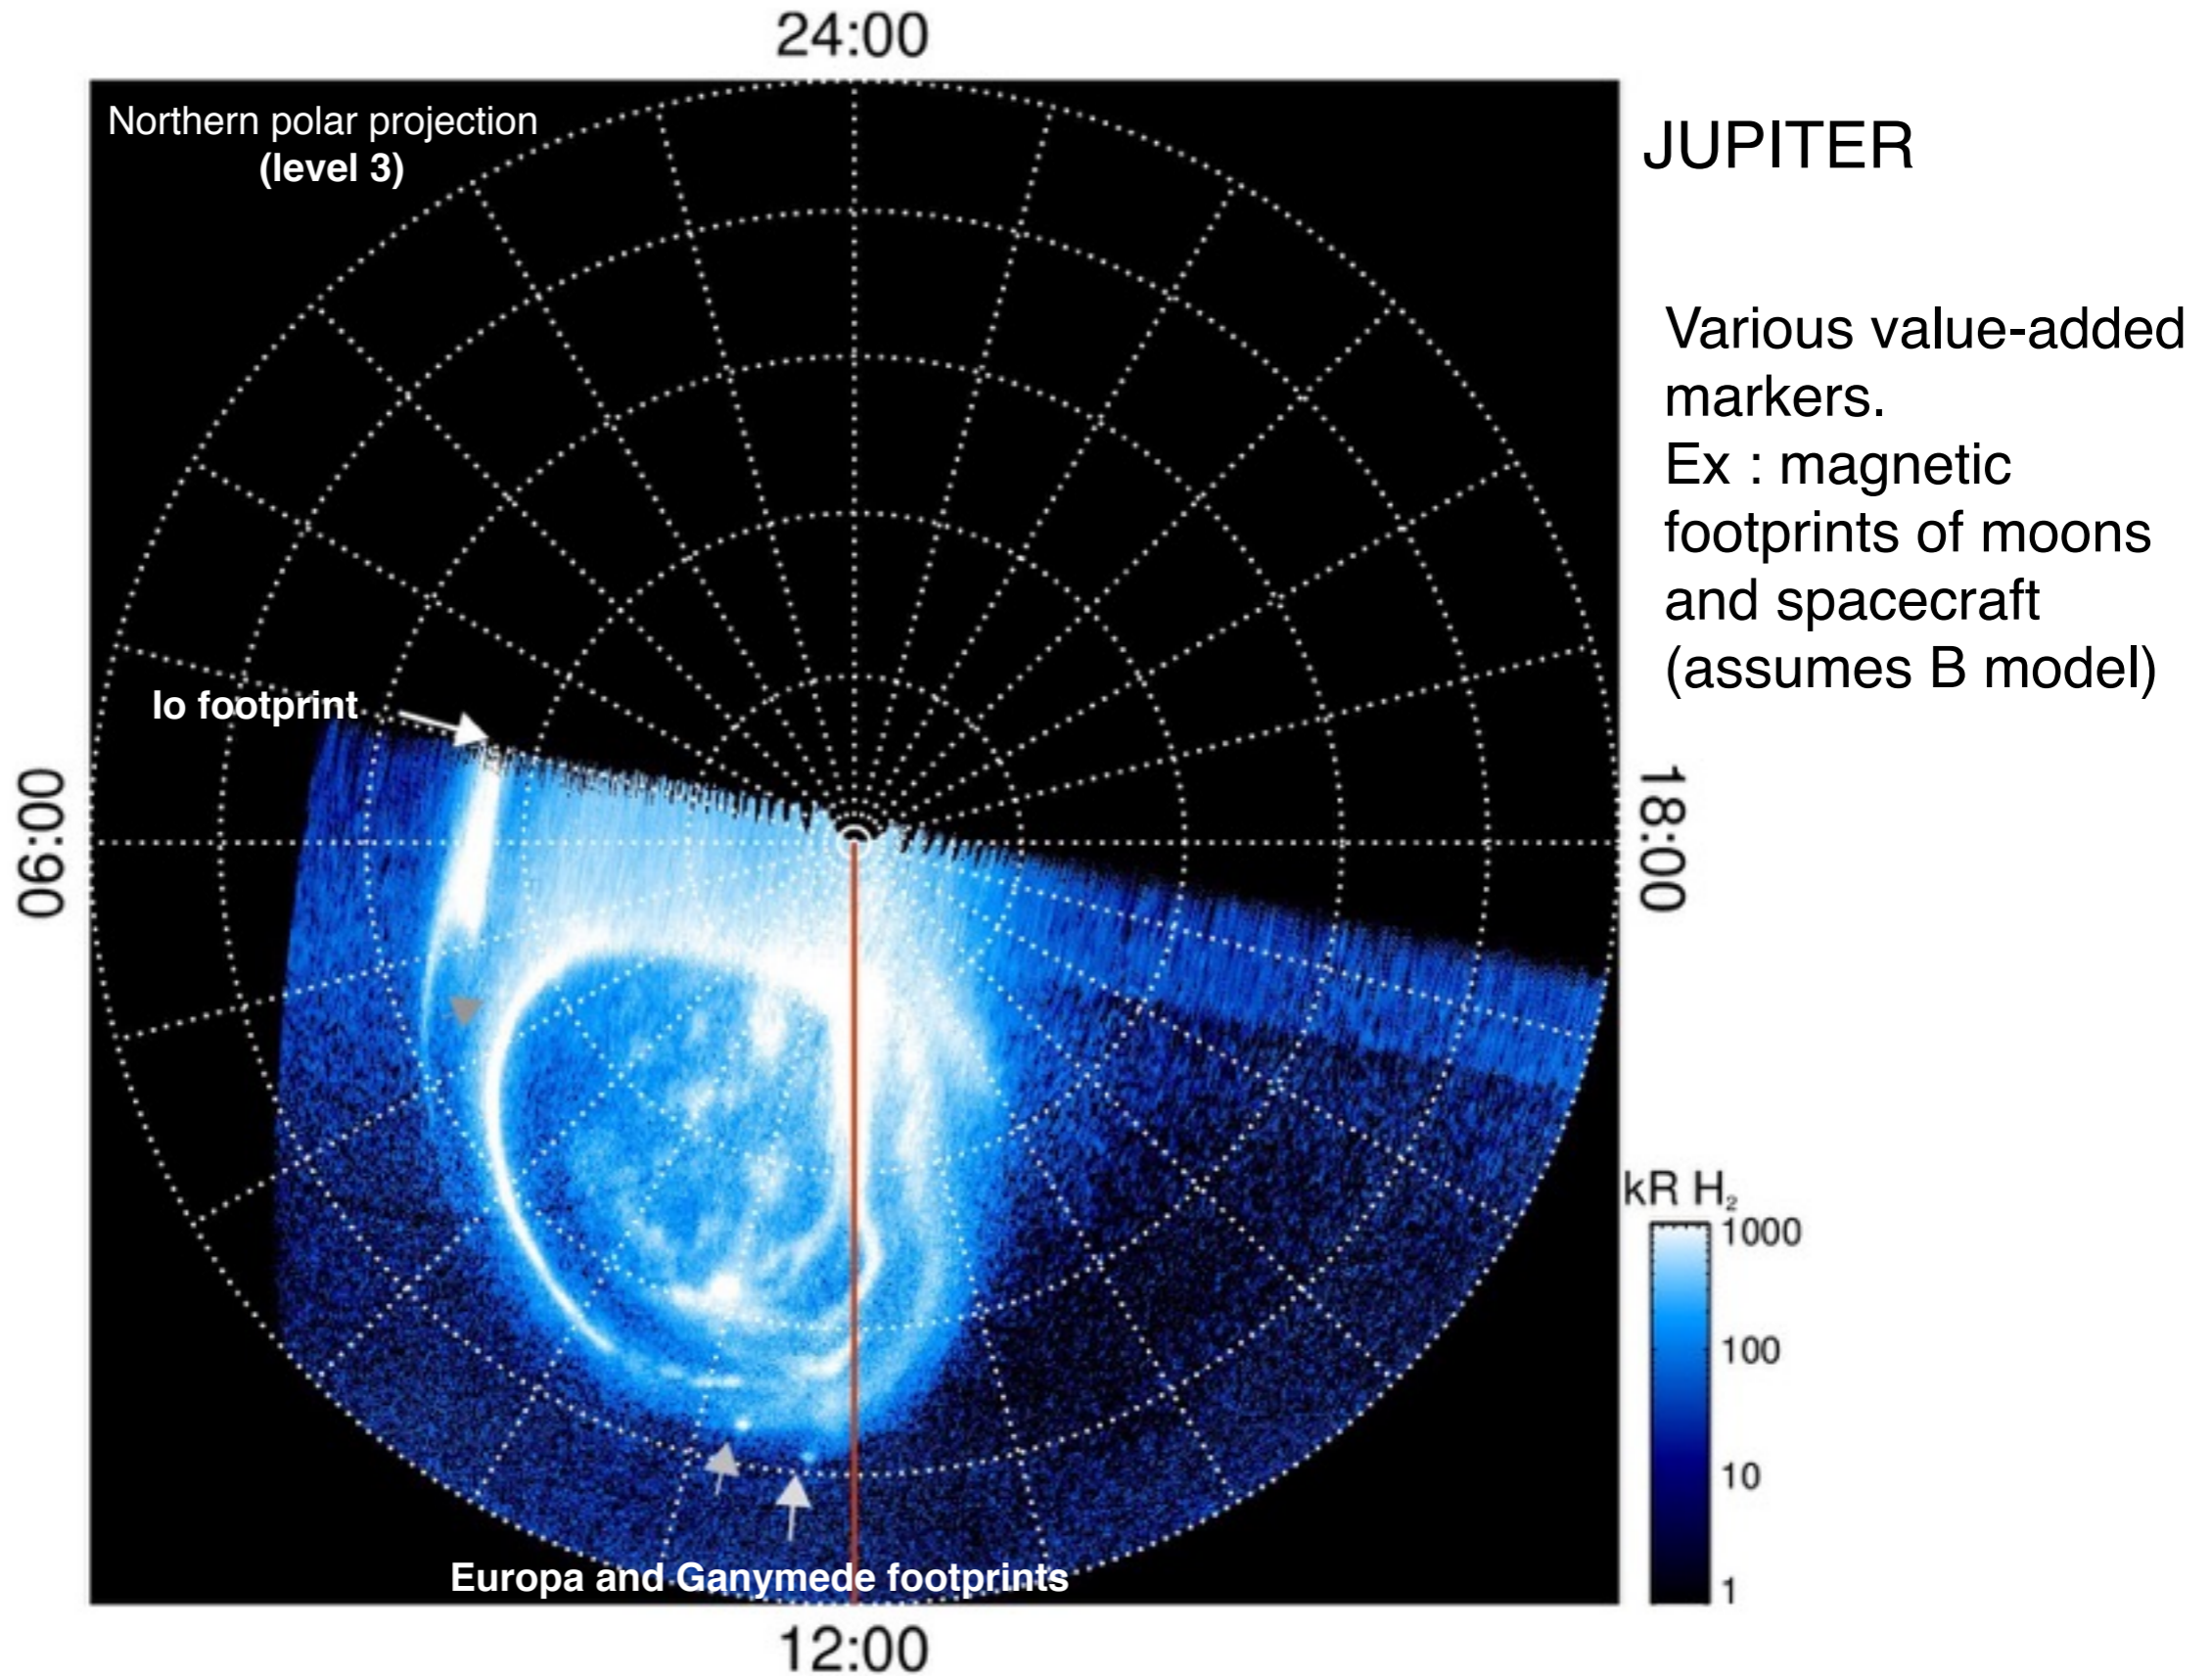 24:00
Northern polar projection
(level 3)
JUPITER
Various value-added
markers.
Ex : magnetic
footprints of moons
and spacecraft
(assumes B model)
Io footprint
06:00
18:00
kR H₂
1000
100
10
1
Europa and Ganymede footprints
12:00